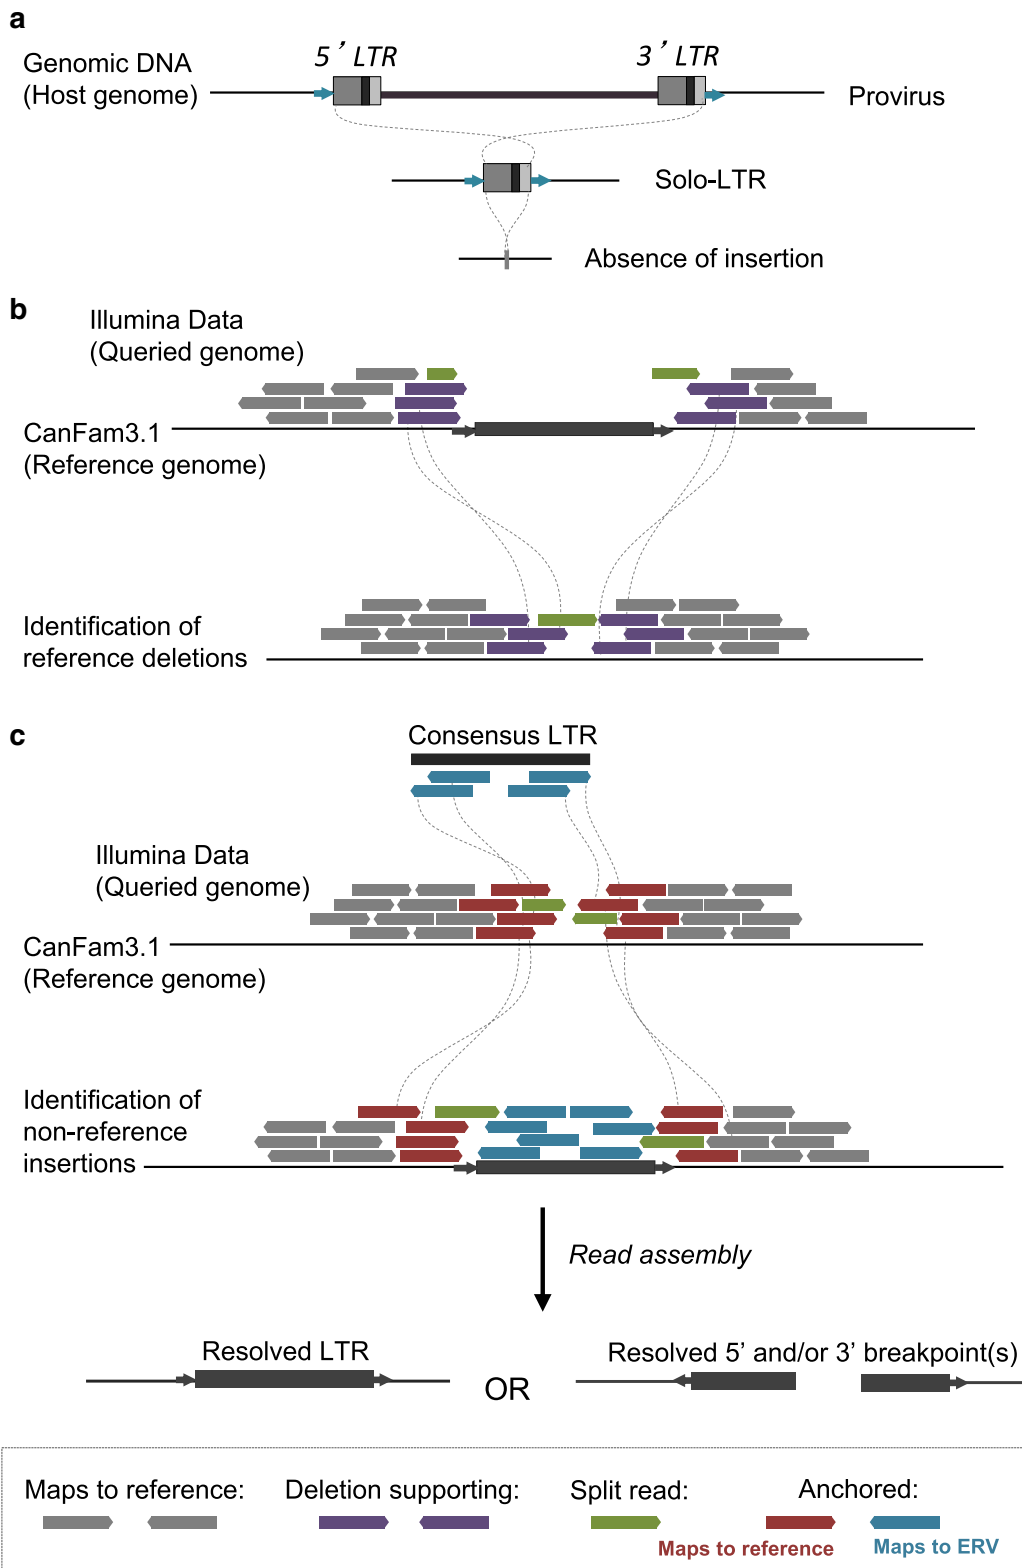 a
Genomic DNA
(Host genome)
5 ’ LTR
3 ’ LTR
Provirus
Solo-LTR
Absence of insertion
b
Illumina Data
(Queried genome)
CanFam3.1
(Reference genome)
Identification of
reference deletions
c
Consensus LTR
Illumina Data
(Queried genome)
CanFam3.1
(Reference genome)
Identification of
non-reference
insertions
Read assembly
Resolved LTR
OR
Resolved 5’ and/or 3’ breakpoint(s)
Maps to reference:
Deletion supporting:
Split read:
Anchored:
Maps to reference
Maps to ERV